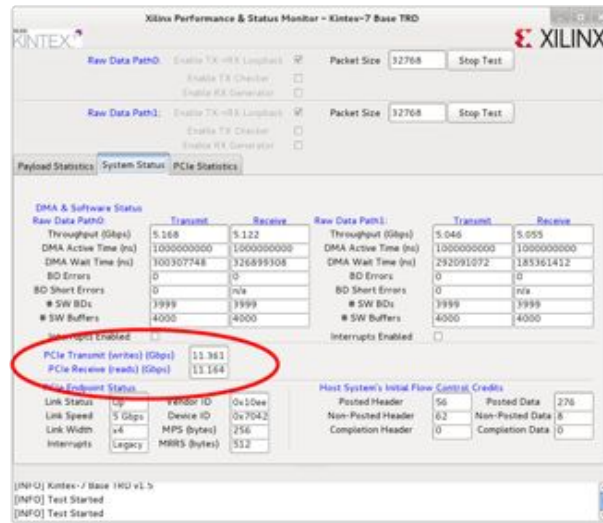 Xilinx Performance & Status Monitor - Kintex-7 Base TRD
KINTEX 7
XILINX
Raw Data Path0: Enable TX->RX Loopback Packet Size 32768 Stop Test
Enable TX Checker
Enable RX Generator
Raw Data Path1: Enable TX->RX Loopback Packet Size 32768 Stop Test
Enable TX Checker
Enable RX Generator
Payload Statistics System Status PCIe Statistics
DMA & Software Status
Raw Data Path0: Transmit Receive Raw Data Path1: Transmit Receive
Throughput (Gbps) 5.168 5.122 Throughput (Gbps) 5.046 5.055
DMA Active Time (ns) 1000000000 1000000000 DMA Active Time (ns) 1000000000 1000000000
DMA Wait Time (ns) 300307748 326899308 DMA Wait Time (ns) 292091072 185361412
BD Errors 0 0 BD Errors 0 0
BD Short Errors 0 n/a BD Short Errors 0 n/a
# SW BDs 3999 3999 # SW BDs 3999 3999
# SW Buffers 4000 4000 # SW Buffers 4000 4000
Interrupts Enabled Interrupts Enabled
PCIe Transmit (writes) (Gbps) 11.361
PCIe Receive (reads) (Gbps) 11.164
PCIe Endpoint Status Host System's Initial Flow Control Credits
Link Status Up Vendor ID 0x10ee Posted Header 56 Posted Data 276
Link Speed 5 Gbps Device ID 0x7042 Non-Posted Header 62 Non-Posted Data 8
Link Width x4 MPS (bytes) 256 Completion Header 0 Completion Data 0
Interrupts Legacy MRRS (bytes) 512
[INFO] Kintex-7 Base TRD v1.5
[INFO] Test Started
[INFO] Test Started